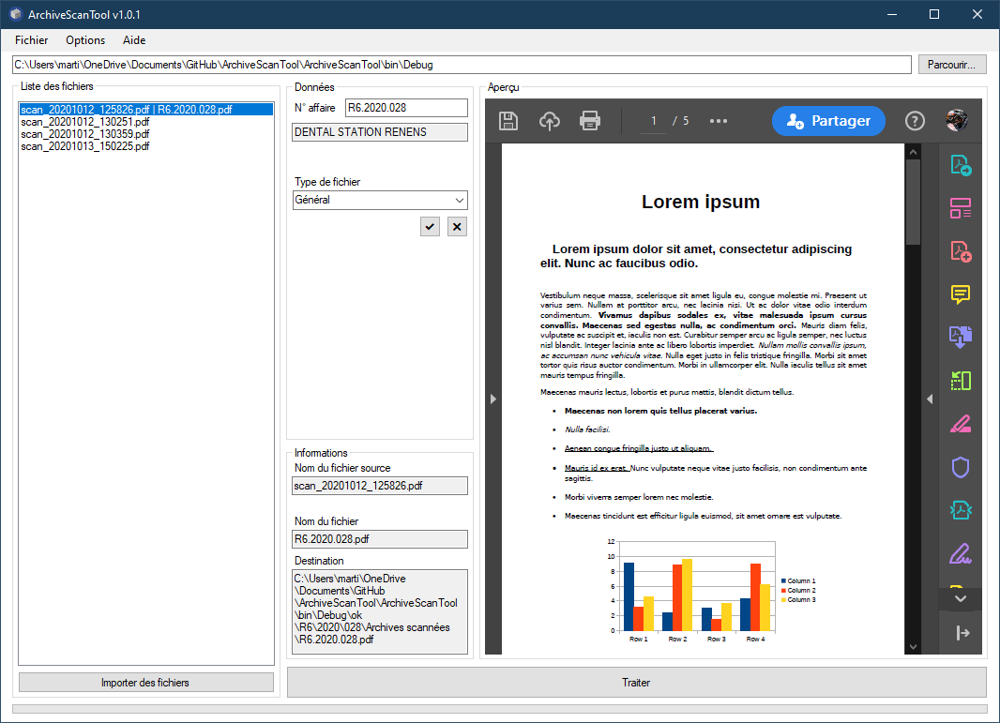 ArchiveScanTool v1.0.1
Fichier Options Aide
C:\Users\marti\OneDrive\Documents\GitHub\ArchiveScanTool\ArchiveScanTool\bin\Debug
Parcourir...
Liste des fichiers
scan_20201012_125826.pdf | R6.2020.028.pdf
scan_20201012_130251.pdf
scan_20201012_130359.pdf
scan_20201013_150225.pdf
Importer des fichiers
Données
N° affaire R6.2020.028
DENTAL STATION RENENS
Type de fichier
Général
Informations
Nom du fichier source
scan_20201012_125826.pdf
Nom du fichier
R6.2020.028.pdf
Destination
C:\Users\marti\OneDrive
\Documents\GitHub
\ArchiveScanTool\ArchiveScanTool
\bin\Debug\ok
\R6\2020\028\Archives scannées
\R6.2020.028.pdf
Aperçu
1 / 5
Partager
Lorem ipsum
Lorem ipsum dolor sit amet, consectetur adipiscing
elit. Nunc ac faucibus odio.
Vestibulum neque massa, scelerisque sit amet ligula eu, congue molestie mi. Praesent ut
varius sem. Nullam at porttitor arcu, nec lacinia nisi. Ut ac dolor vitae odio interdum
condimentum. Vivamus dapibus sodales ex, vitae malesuada ipsum cursus
convallis. Maecenas sed egestas nulla, ac condimentum orci. Mauris diam felis,
vulputate ac suscipit et, iaculis non est. Curabitur semper arcu ac ligula semper, nec luctus
nisl blandit. Integer lacinia ante ac libero lobortis imperdiet. Nullam mollis convallis ipsum,
ac accumsan nunc vehicula vitae. Nulla eget justo in felis tristique fringilla. Morbi sit amet
tortor quis risus auctor condimentum. Morbi in ullamcorper elit. Nulla iaculis tellus sit amet
mauris tempus fringilla.
Maecenas mauris lectus, lobortis et purus mattis, blandit dictum tellus.
• Maecenas non lorem quis tellus placerat varius.
• Nulla facilisi.
• Aenean congue fringilla justo ut aliquam.
• Mauris id ex erat. Nunc vulputate neque vitae justo facilisis, non condimentum ante
sagittis.
• Morbi viverra semper lorem nec molestie.
• Maecenas tincidunt est efficitur ligula euismod, sit amet ornare est vulputate.
12
10
8
6
4
2
0
Row 1 Row 2 Row 3 Row 4
Column 1
Column 2
Column 3
Traiter